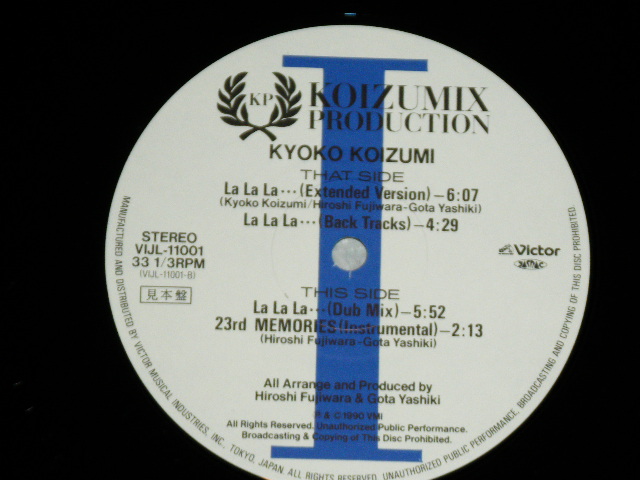 KP KOIZUMIX
PRODUCTION
KYOKO KOIZUMI
THAT SIDE
La La La…(Extended Version)–6:07
(Kyoko Koizumi/Hiroshi Fujiwara-Gota Yashiki)
La La La…(Back Tracks)–4:29
STEREO
VIJL-11001
33 1/3RPM
(VIJL-11001-B)
見本盤
Victor
THIS SIDE
La La La…(Dub Mix)–5:52
23rd MEMORIES(Instrumental)–2:13
(Hiroshi Fujiwara-Gota Yashiki)
All Arrange and Produced by
Hiroshi Fujiwara & Gota Yashiki
℗ & © 1990 VMI
All Rights Reserved. Unauthorized Public Performance.
Broadcasting & Copying of This Disc Prohibited.
MANUFACTURED AND DISTRIBUTED BY VICTOR MUSICAL INDUSTRIES, INC. TOKYO, JAPAN. ALL RIGHTS RESERVED. UNAUTHORIZED PUBLIC PERFORMANCE, BROADCASTING AND COPYING OF THIS DISC PROHIBITED.